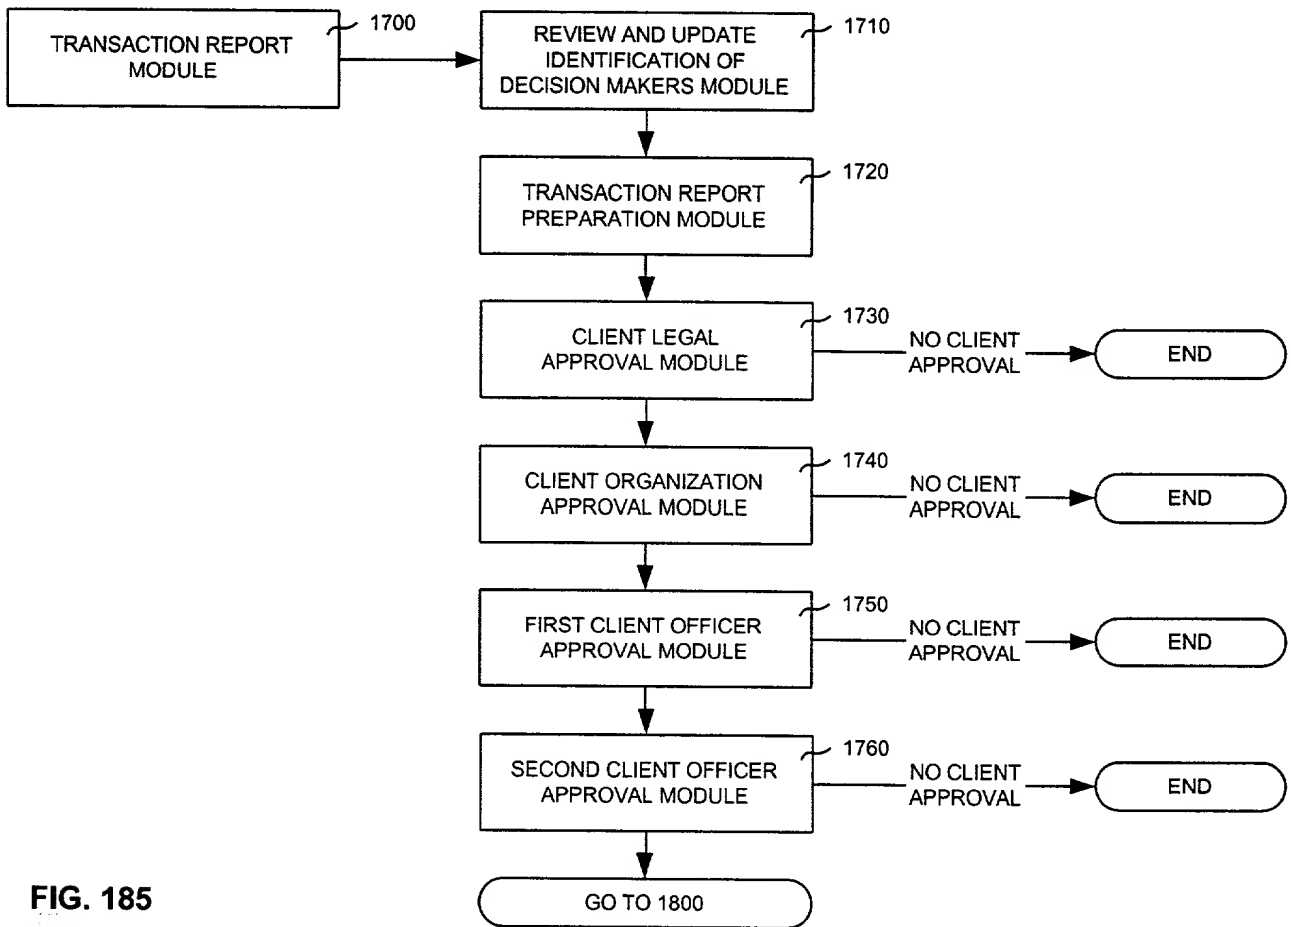 TRANSACTION REPORT
MODULE
1700
REVIEW AND UPDATE
IDENTIFICATION OF
DECISION MAKERS MODULE
1710
TRANSACTION REPORT
PREPARATION MODULE
1720
CLIENT LEGAL
APPROVAL MODULE
1730
NO CLIENT
APPROVAL
END
CLIENT ORGANIZATION
APPROVAL MODULE
1740
NO CLIENT
APPROVAL
END
FIRST CLIENT OFFICER
APPROVAL MODULE
1750
NO CLIENT
APPROVAL
END
SECOND CLIENT OFFICER
APPROVAL MODULE
1760
NO CLIENT
APPROVAL
END
GO TO 1800
FIG. 185